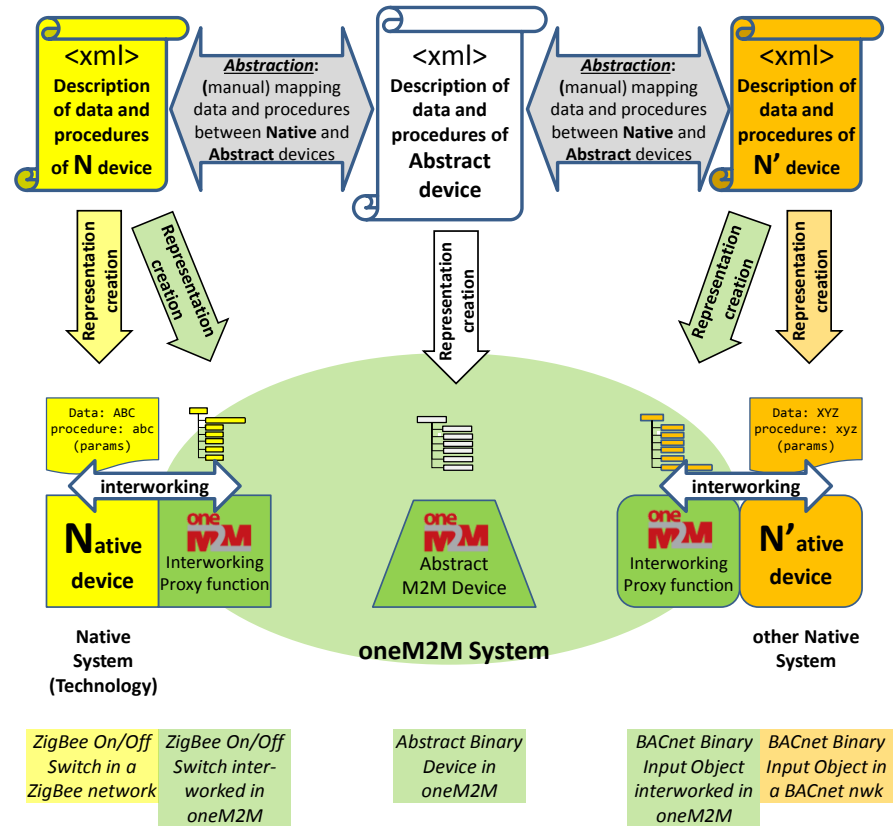 <xml>
Description
of data and
procedures
of N device
Abstraction:
(manual) mapping
data and procedures
between Native and
Abstract devices
<xml>
Description of
data and
procedures of
Abstract
device
Abstraction:
(manual) mapping
data and procedures
between Native and
Abstract devices
<xml>
Description of
data and
procedures of
N' device
Representation
creation
Representation
creation
Representation
creation
Representation
creation
Representation
creation
Data: ABC
procedure: abc
(params)
Data: XYZ
procedure: xyz
(params)
interworking
interworking
Native
device
one
M2M
Interworking
Proxy function
one
M2M
Abstract
M2M Device
one
M2M
Interworking
Proxy function
N'ative
device
Native
System
(Technology)
oneM2M System
other Native
System
ZigBee On/Off
Switch in a
ZigBee network
ZigBee On/Off
Switch inter-
worked in
oneM2M
Abstract Binary
Device in
oneM2M
BACnet Binary
Input Object
interworked in
oneM2M
BACnet Binary
Input Object in
a BACnet nwk